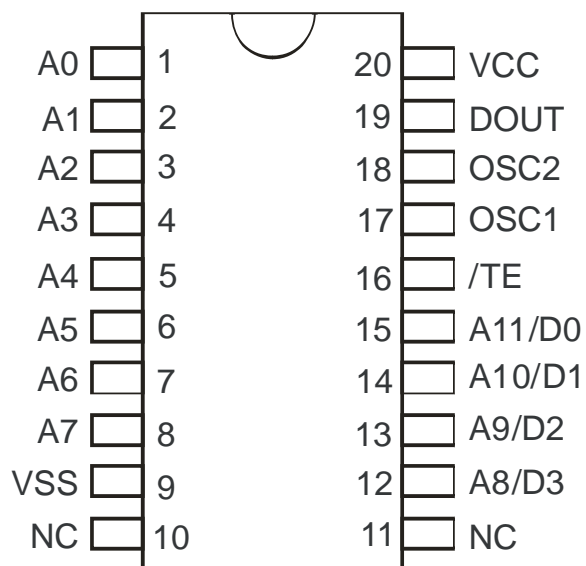 A0 1 20 VCC
A1 2 19 DOUT
A2 3 18 OSC2
A3 4 17 OSC1
A4 5 16 /TE
A5 6 15 A11/D0
A6 7 14 A10/D1
A7 8 13 A9/D2
VSS 9 12 A8/D3
NC 10 11 NC